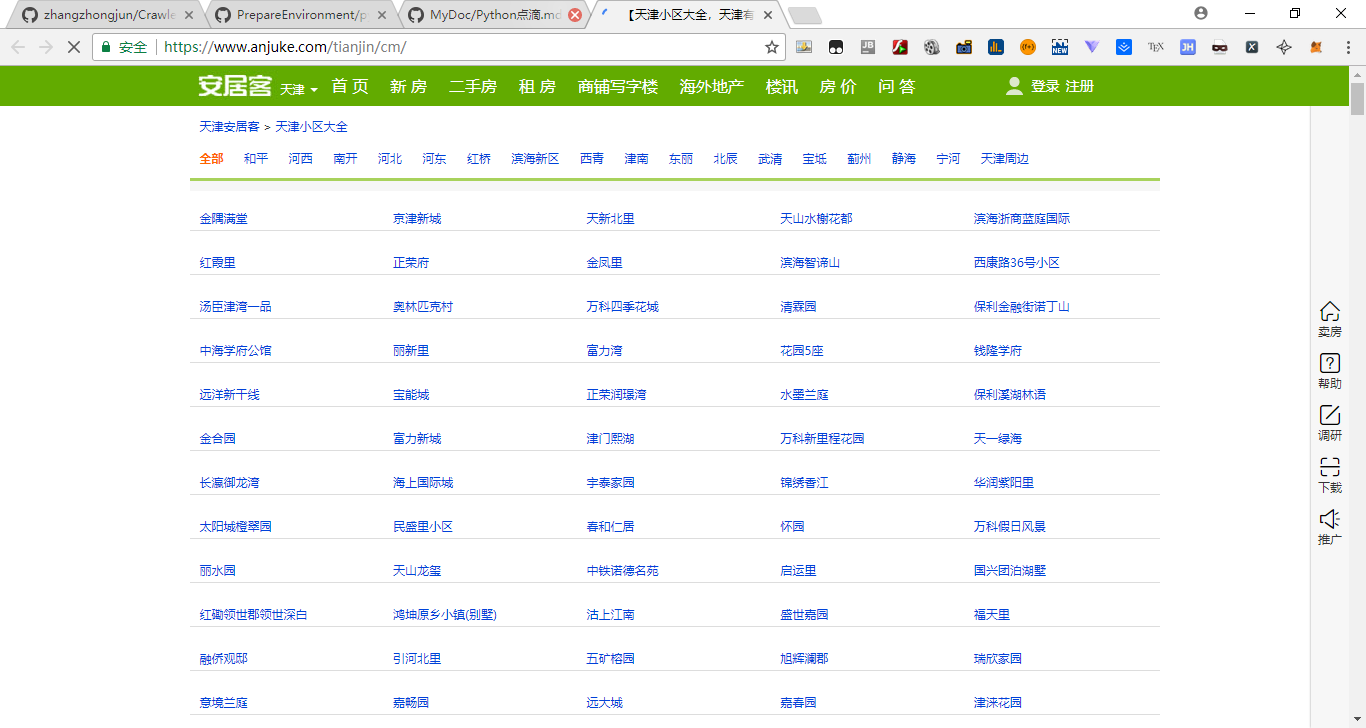 zhangzhongjun/Crawle
PrepareEnvironment/p
MyDoc/Python点滴.md
【天津小区大全，天津有
安全 https://www.anjuke.com/tianjin/cm/
安居客 天津 首 页 新 房 二手房 租 房 商铺写字楼 海外地产 楼讯 房 价 问 答 登录 注册
天津安居客 > 天津小区大全
全部 和平 河西 南开 河北 河东 红桥 滨海新区 西青 津南 东丽 北辰 武清 宝坻 蓟州 静海 宁河 天津周边
金隅满堂 京津新城 天新北里 天山水榭花都 滨海浙商蓝庭国际
红霞里 正荣府 金凤里 滨海智谛山 西康路36号小区
汤臣津湾一品 奥林匹克村 万科四季花城 清霖园 保利金融街诺丁山
中海学府公馆 丽新里 富力湾 花园5座 钱隆学府
远洋新干线 宝能城 正荣润璟湾 水墨兰庭 保利溪湖林语
金合园 富力新城 津门熙湖 万科新里程花园 天一绿海
长瀛御龙湾 海上国际城 宇泰家园 锦绣香江 华润紫阳里
太阳城橙翠园 民盛里小区 春和仁居 怀园 万科假日风景
丽水园 天山龙玺 中铁诺德名苑 启运里 国兴团泊湖墅
红磡领世郡领世深白 鸿坤原乡小镇(别墅) 沽上江南 盛世嘉园 福天里
融侨观邸 引河北里 五矿榕园 旭辉澜郡 瑞欣家园
意境兰庭 嘉畅园 远大城 嘉春园 津涞花园
卖房
帮助
调研
下载
推广